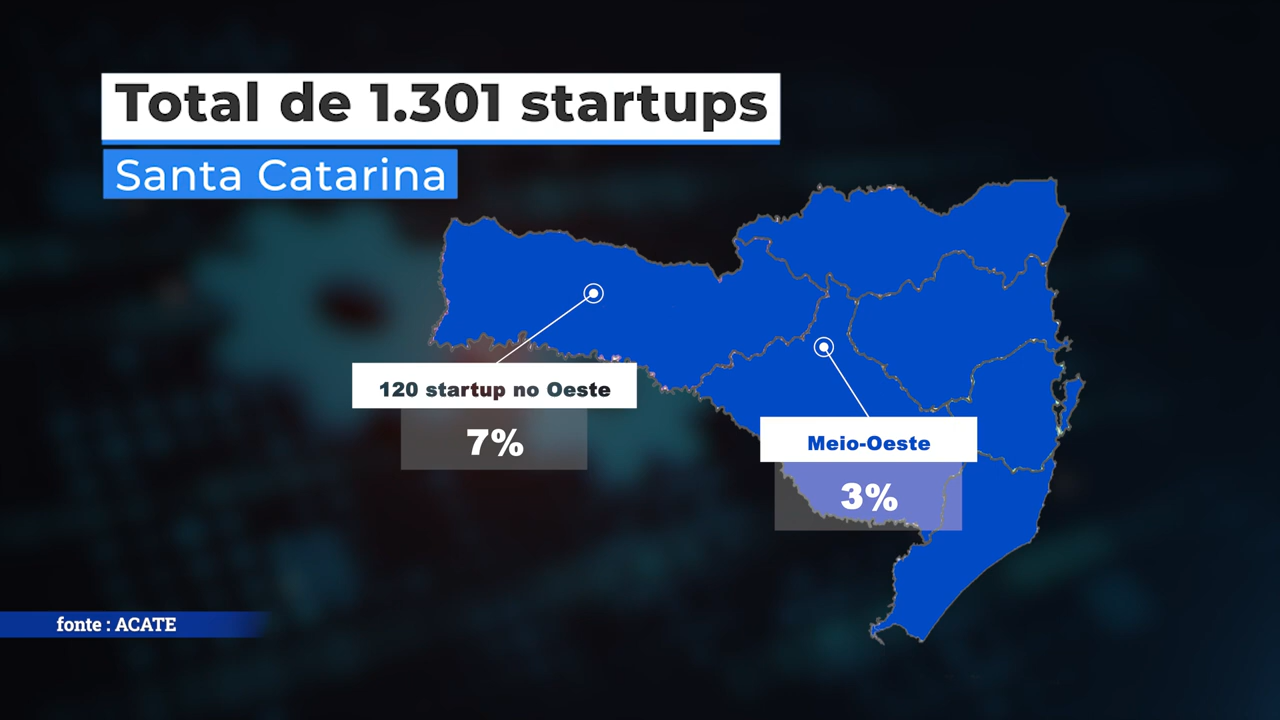 Total de 1.301 startups
Santa Catarina
120 startup no Oeste
7%
Meio-Oeste
3%
fonte : ACATE